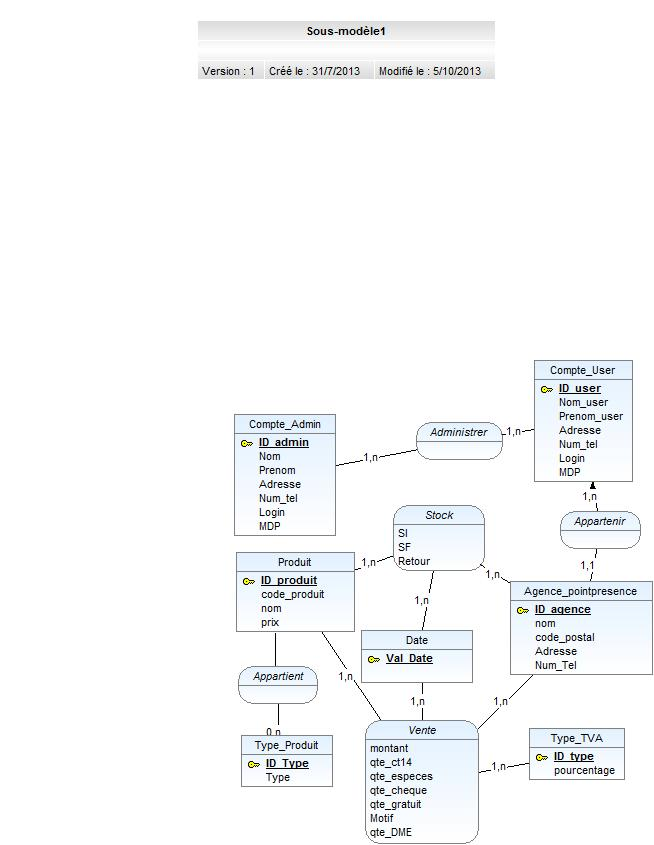 Sous-modèle1
Version : 1 Créé le : 31/7/2013 Modifié le : 5/10/2013
Compte_User
ID_user
Nom_user
Prenom_user
Adresse
Num_tel
Login
MDP
Compte_Admin
ID_admin
Nom
Prenom
Adresse
Num_tel
Login
MDP
Administrer
1,n
1,n
Stock
SI
SF
Retour
1,n
Appartenir
1,1
Produit
ID_produit
code_produit
nom
prix
1,n
1,n
1,n
Agence_pointpresence
ID_agence
nom
code_postal
Adresse
Num_Tel
Date
Val_Date
Appartient
0,n
1,n
1,n
1,n
Type_Produit
ID_Type
Type
Vente
montant
qte_ct14
qte_especes
qte_cheque
qte_gratuit
Motif
qte_DME
1,n
Type_TVA
ID_type
pourcentage